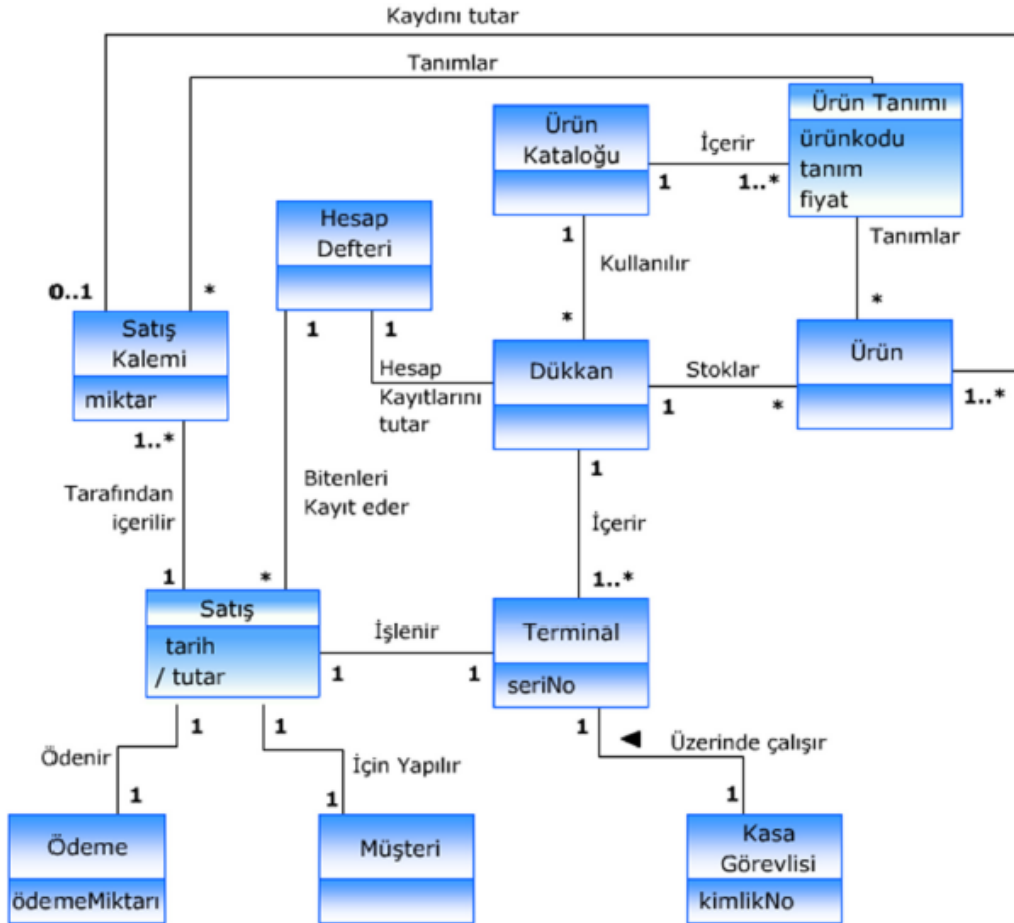 Kaydını tutar
Tanımlar
Ürün Tanımı
ürünkodu
tanım
fiyat
Ürün
Kataloğu
İçerir
1
1..*
Hesap
Defteri
1
Kullanılır
Tanımlar
0..1
*
*
*
Satış
Kalemi
miktar
1
1
Hesap
Kayıtlarını
tutar
Dükkan
Stoklar
1
*
Ürün
1..*
1..*
1
Tarafından
içerilir
Bitenleri
Kayıt eder
İçerir
1
*
1..*
Satış
tarih
/ tutar
İşlenir
1
1
Terminal
seriNo
1
1
1
Üzerinde çalışır
Ödenir
İçin Yapılır
1
1
1
Ödeme
ödemeMiktarı
Müşteri
Kasa
Görevlisi
kimlikNo